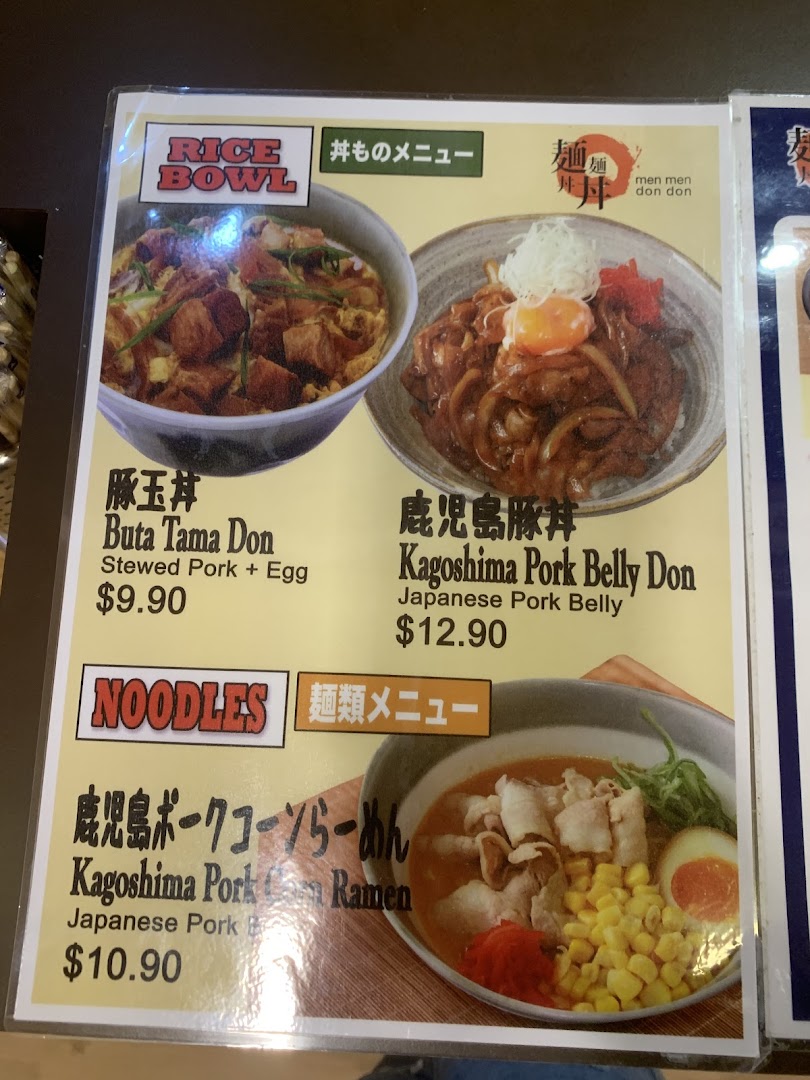 RICE
BOWL
丼ものメニュー
麺麺
丼丼
men men
don don
豚玉丼
Buta Tama Don
Stewed Pork + Egg
$9.90
鹿児島豚丼
Kagoshima Pork Belly Don
Japanese Pork Belly
$12.90
NOODLES
麺類メニュー
鹿児島ポークコーンらーめん
Kagoshima Pork Corn Ramen
Japanese Pork
$10.90